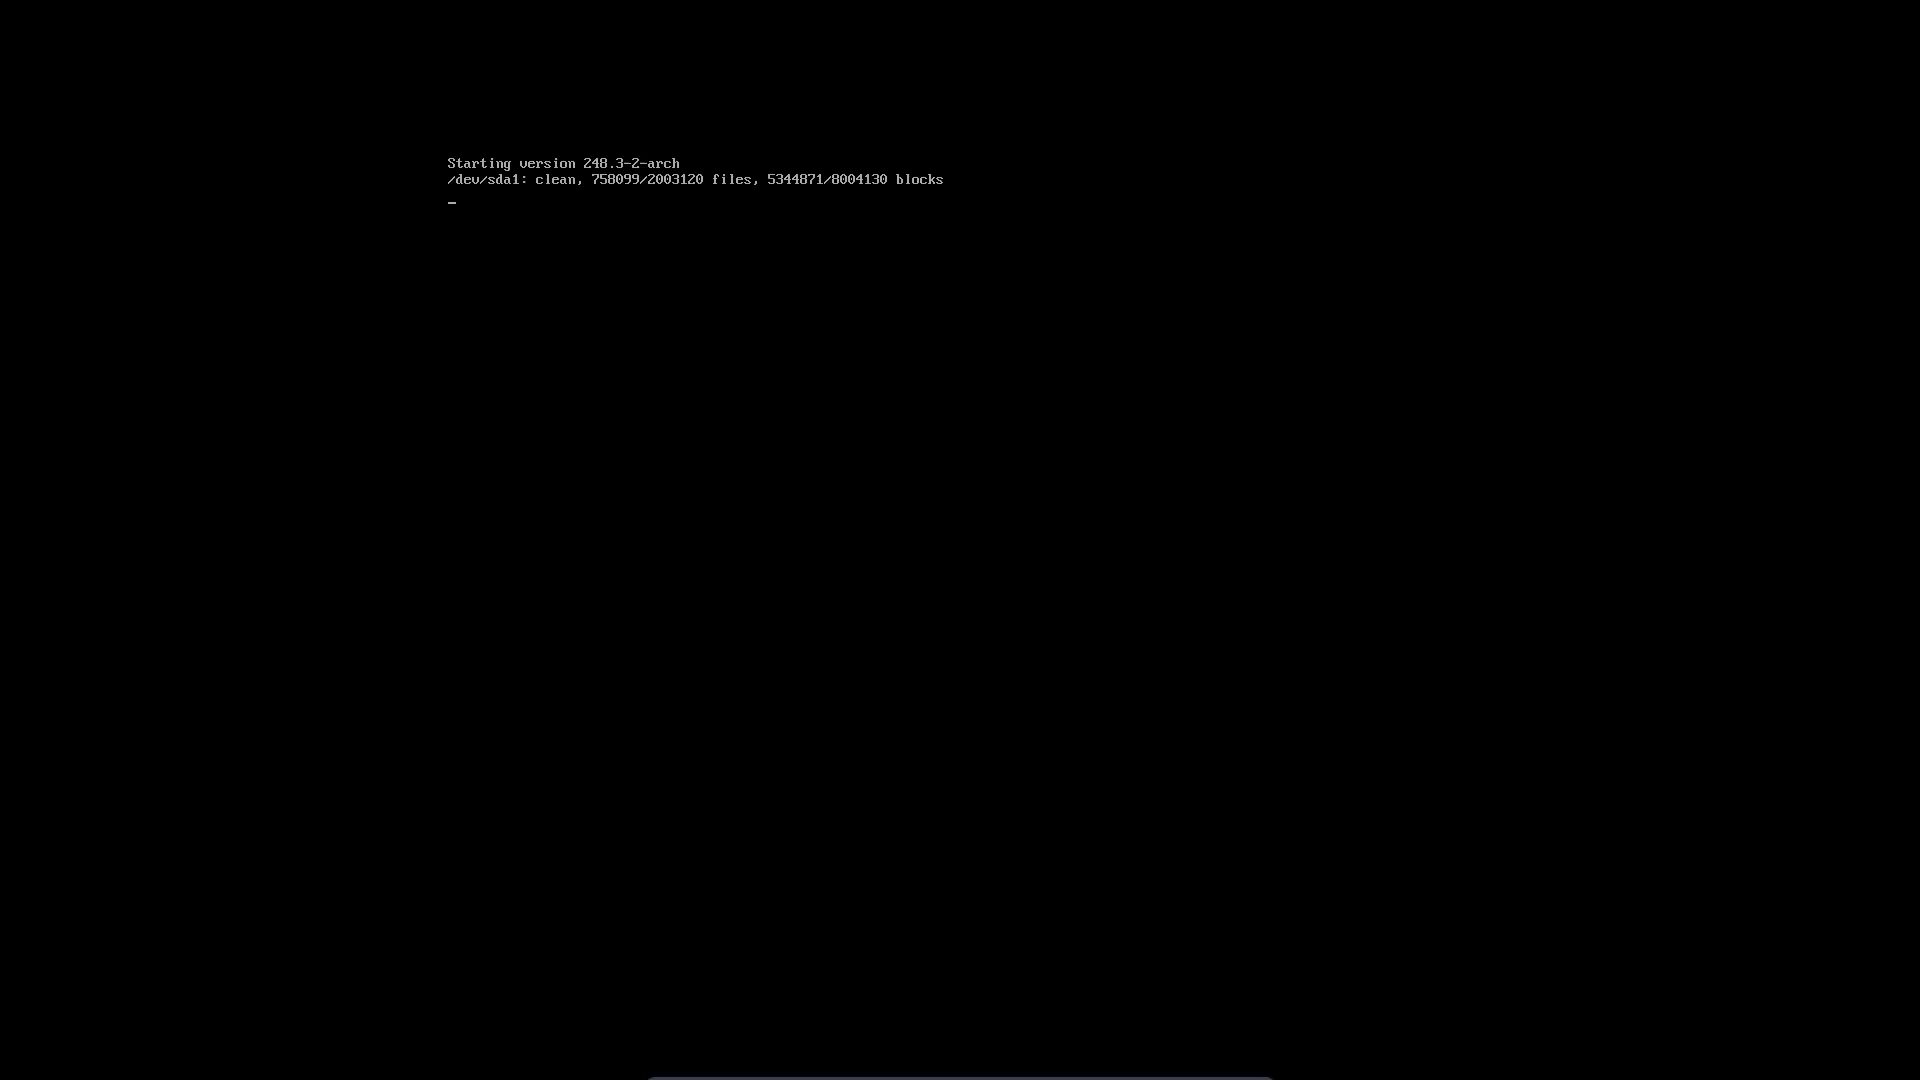 Starting version 248.3-2-arch
/dev/sda1: clean, 758099/2003120 files, 5344871/8004130 blocks
_